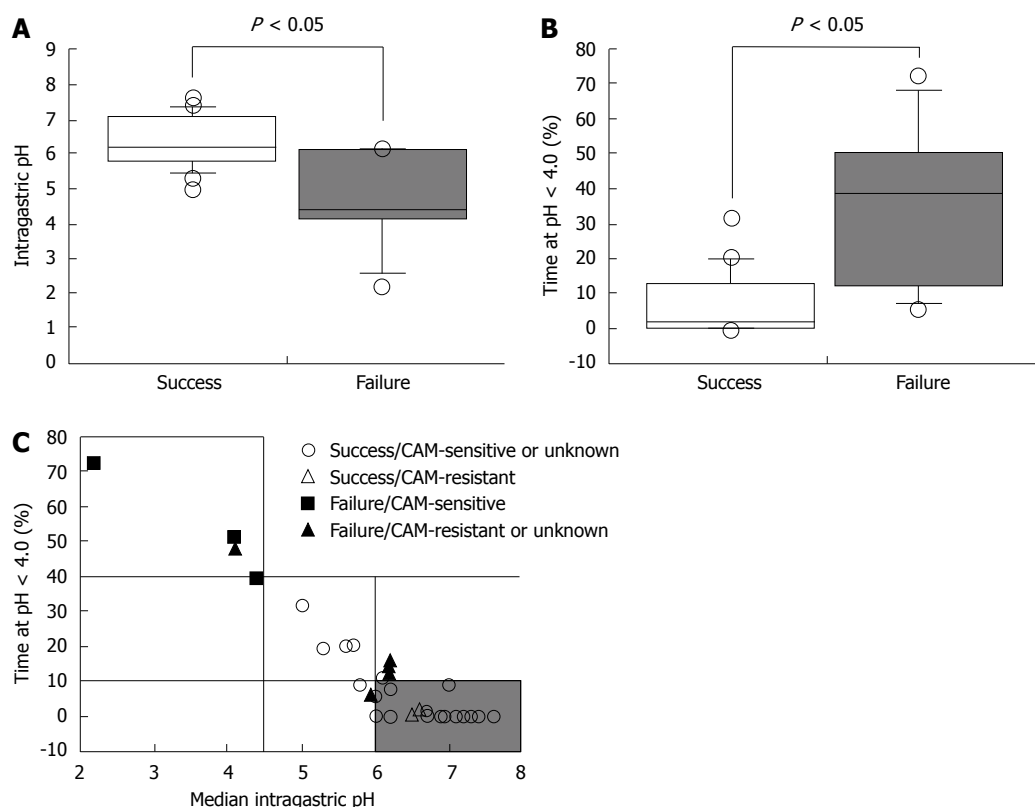 A
P < 0.05
Intragastric pH
9
8
7
6
5
4
3
2
1
0
Success
Failure
B
P < 0.05
Time at pH < 4.0 (%)
80
70
60
50
40
30
20
10
0
-10
Success
Failure
C
Time at pH < 4.0 (%)
80
70
60
50
40
30
20
10
0
-10
2
3
4
5
6
7
8
Median intragastric pH
Success/CAM-sensitive or unknown
Success/CAM-resistant
Failure/CAM-sensitive
Failure/CAM-resistant or unknown